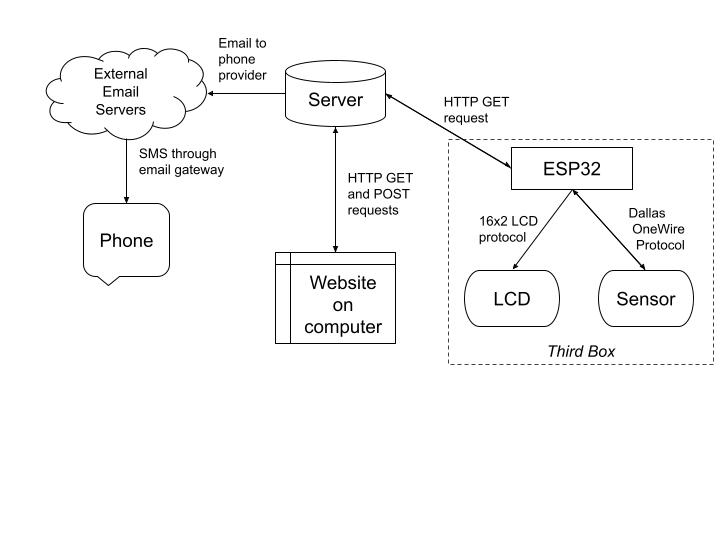 Email to
phone
provider
External
Email
Servers
Server
HTTP GET
request
SMS through
email gateway
ESP32
HTTP GET
and POST
requests
Phone
16x2 LCD
protocol
Dallas
OneWire
Protocol
Website
on
computer
LCD
Sensor
Third Box